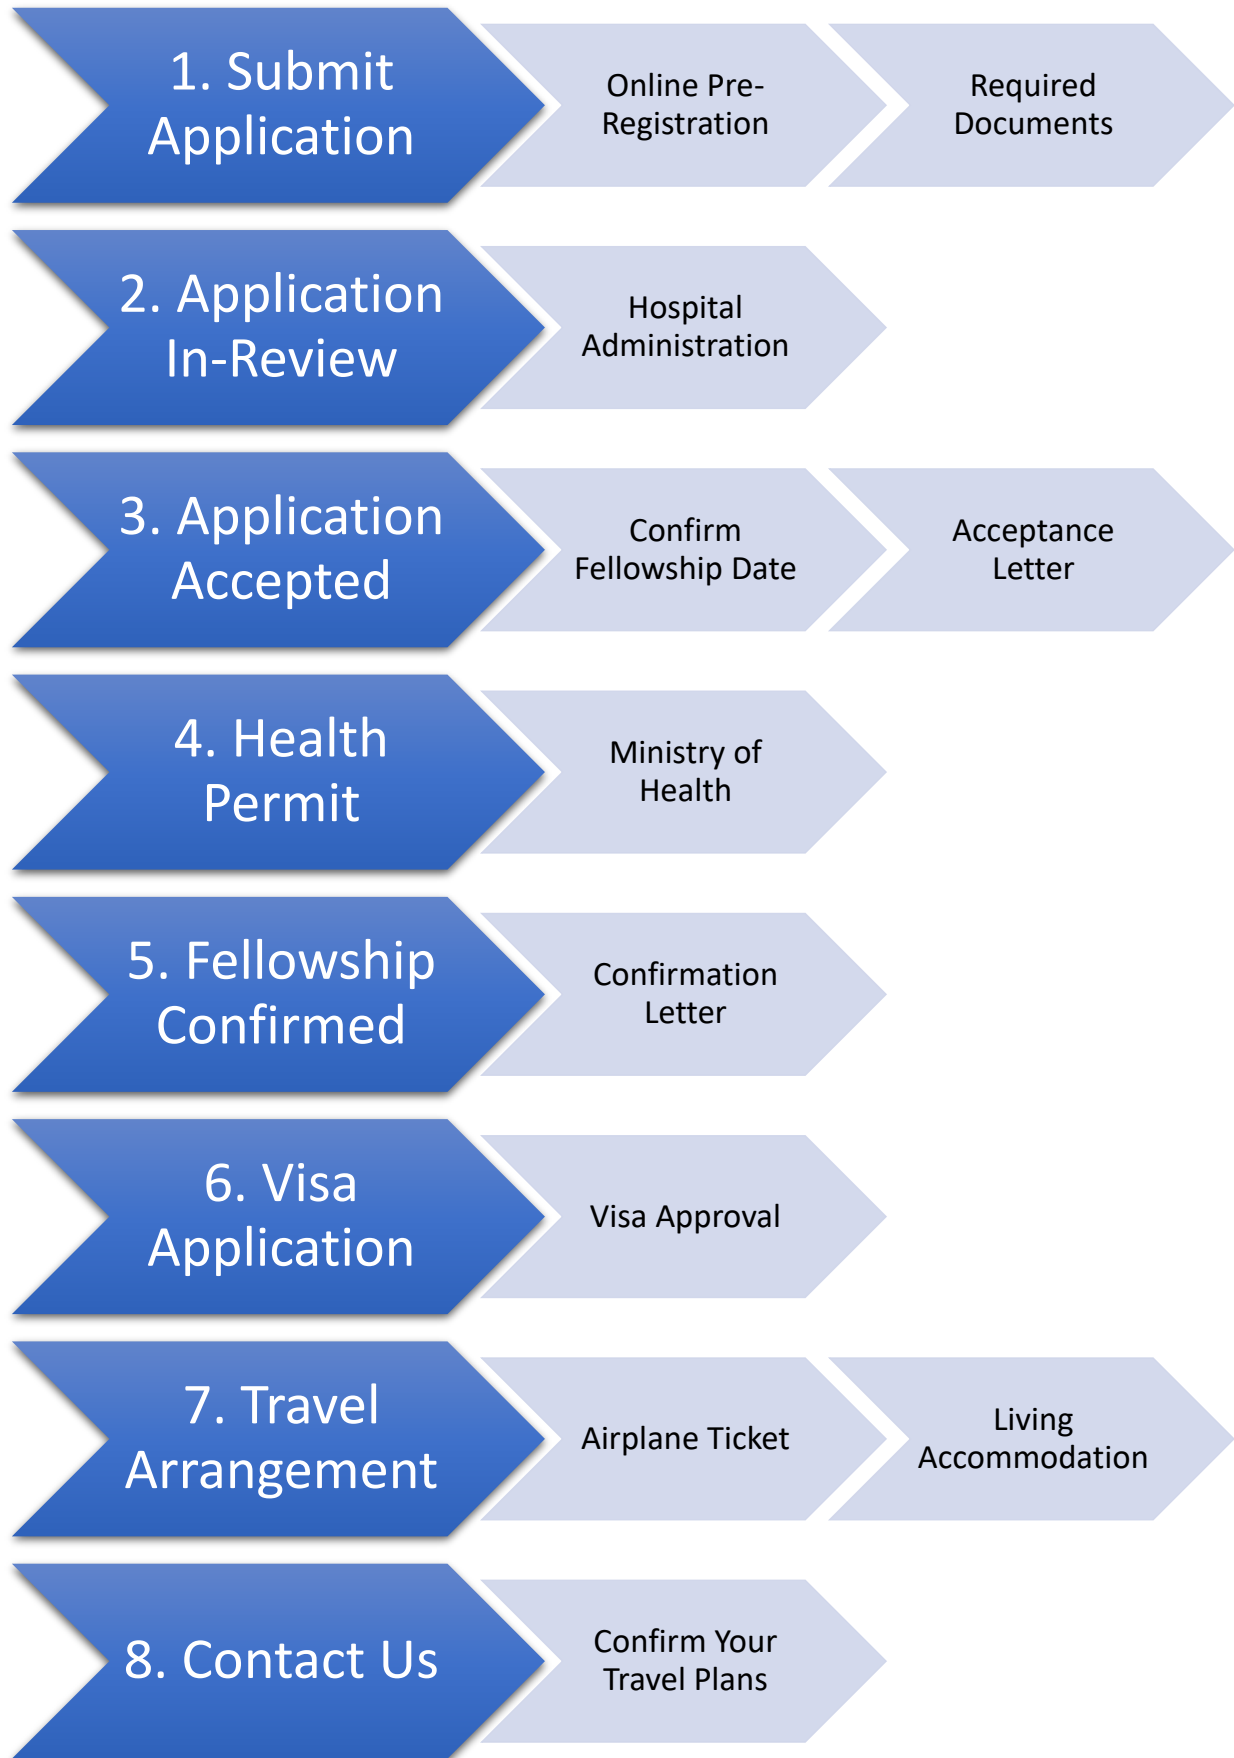 1. Submit
Application
Online Pre-
Registration
Required
Documents
2. Application
In-Review
Hospital
Administration
3. Application
Accepted
Confirm
Fellowship Date
Acceptance
Letter
4. Health
Permit
Ministry of
Health
5. Fellowship
Confirmed
Confirmation
Letter
6. Visa
Application
Visa Approval
7. Travel
Arrangement
Airplane Ticket
Living
Accommodation
8. Contact Us
Confirm Your
Travel Plans